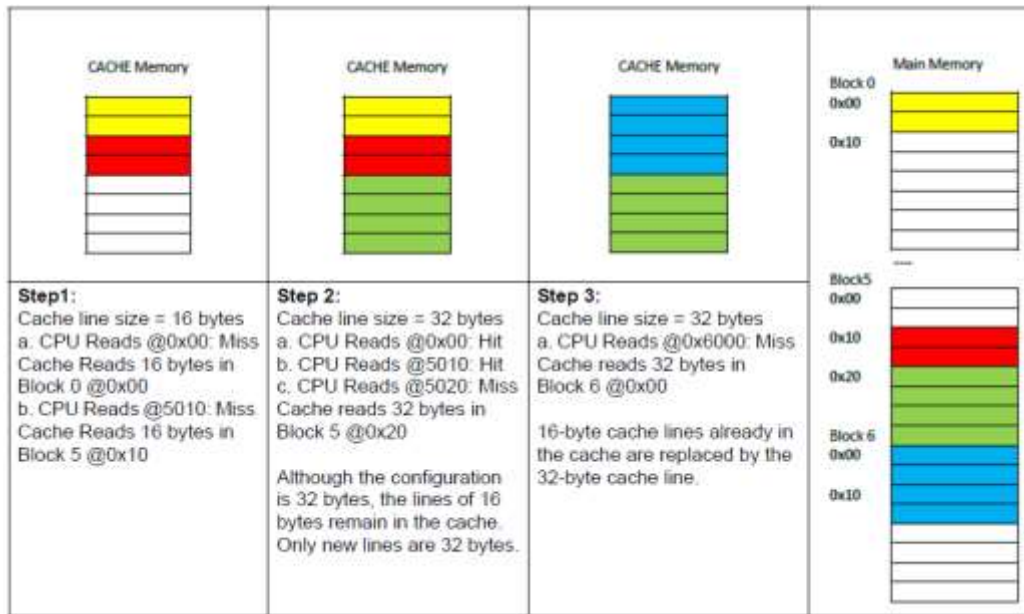 CACHE Memory
CACHE Memory
CACHE Memory
Main Memory
Block 0
0x00
0x10
Block5
0x00
0x10
0x20
Block 6
0x00
0x10
Step1:
Cache line size = 16 bytes
a. CPU Reads @0x00: Miss
Cache Reads 16 bytes in
Block 0 @0x00
b. CPU Reads @5010: Miss
Cache Reads 16 bytes in
Block 5 @0x10
Step 2:
Cache line size = 32 bytes
a. CPU Reads @0x00: Hit
b. CPU Reads @5010: Hit
c. CPU Reads @5020: Miss
Cache reads 32 bytes in
Block 5 @0x20
Although the configuration
is 32 bytes, the lines of 16
bytes remain in the cache.
Only new lines are 32 bytes.
Step 3:
Cache line size = 32 bytes
a. CPU Reads @0x6000: Miss
Cache reads 32 bytes in
Block 6 @0x00
16-byte cache lines already in
the cache are replaced by the
32-byte cache line.